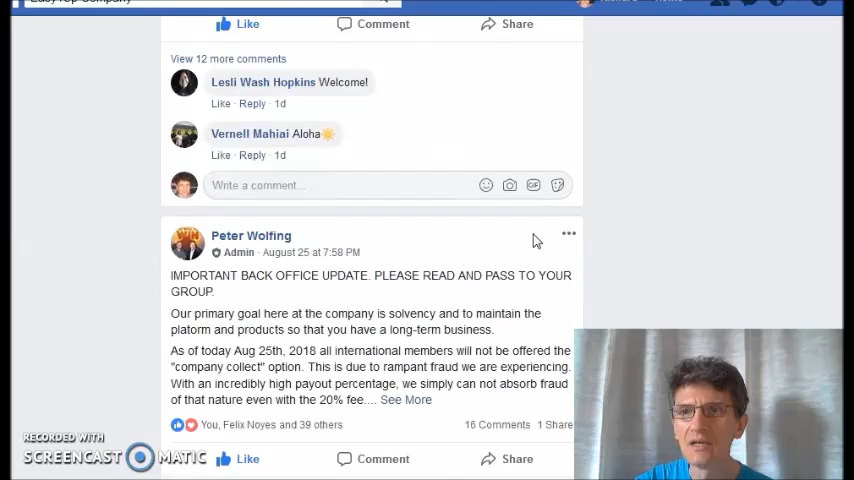 Like Comment Share
View 12 more comments
Lesli Wash Hopkins Welcome!
Like · Reply · 1d
Vernell Mahiai Aloha☀️
Like · Reply · 1d
Write a comment...
GIF
Peter Wolfing
Admin · August 25 at 7:58 PM
IMPORTANT BACK OFFICE UPDATE. PLEASE READ AND PASS TO YOUR
GROUP.
Our primary goal here at the company is solvency and to maintain the
platorm and products so that you have a long-term business.
As of today Aug 25th, 2018 all international members will not be offered the
"company collect" option. This is due to rampant fraud we are experiencing.
With an incredibly high payout percentage, we simply can not absorb fraud
of that nature even with the 20% fee.... See More
You, Felix Noyes and 39 others 16 Comments 1 Share
Like Comment Share
RECORDED WITH
SCREENCAST MATIC